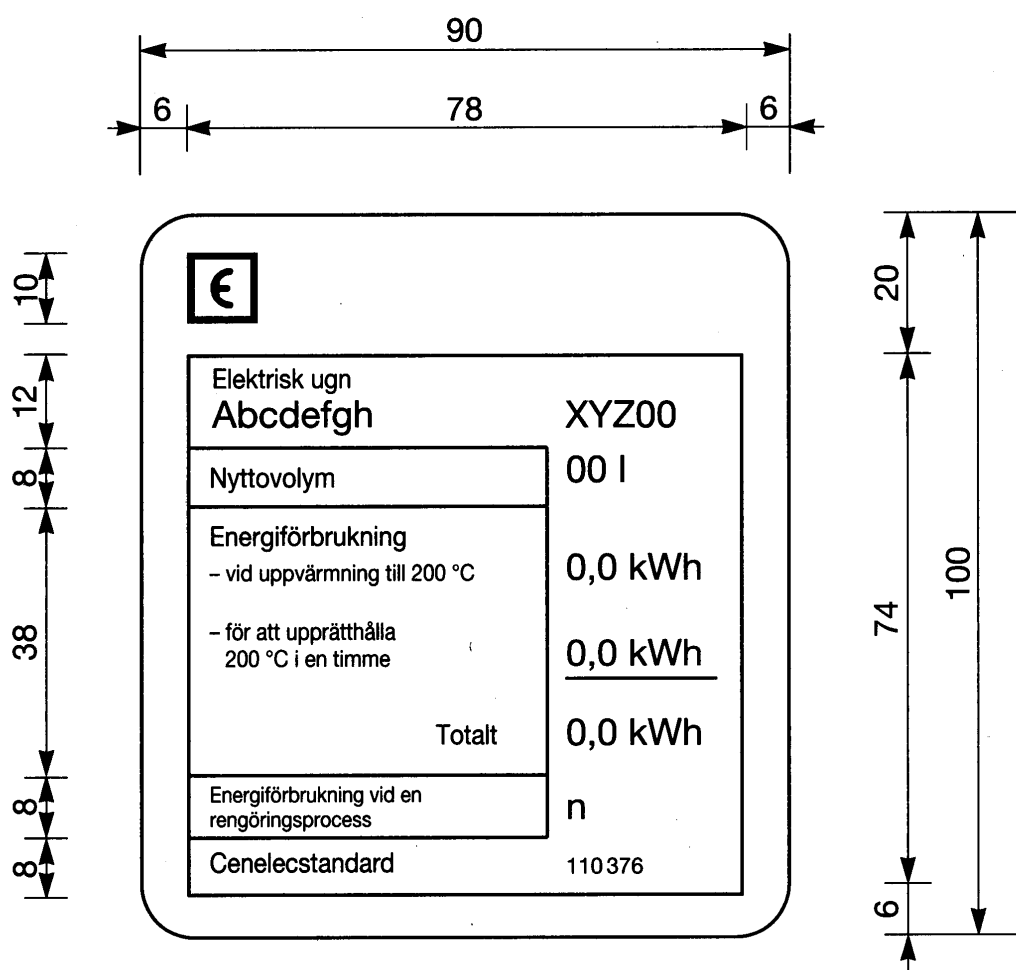 90
6 78 6
10
20
Є
Elektrisk ugn
Abcdefgh XYZ00
12
Nyttovolym 00 l
8
Energiförbrukning
– vid uppvärmning till 200 °C 0,0 kWh
– för att upprätthålla
200 °C i en timme 0,0 kWh
38
74
100
Totalt 0,0 kWh
Energiförbrukning vid en
rengöringsprocess n
8
Cenelecstandard 110 376
8
6